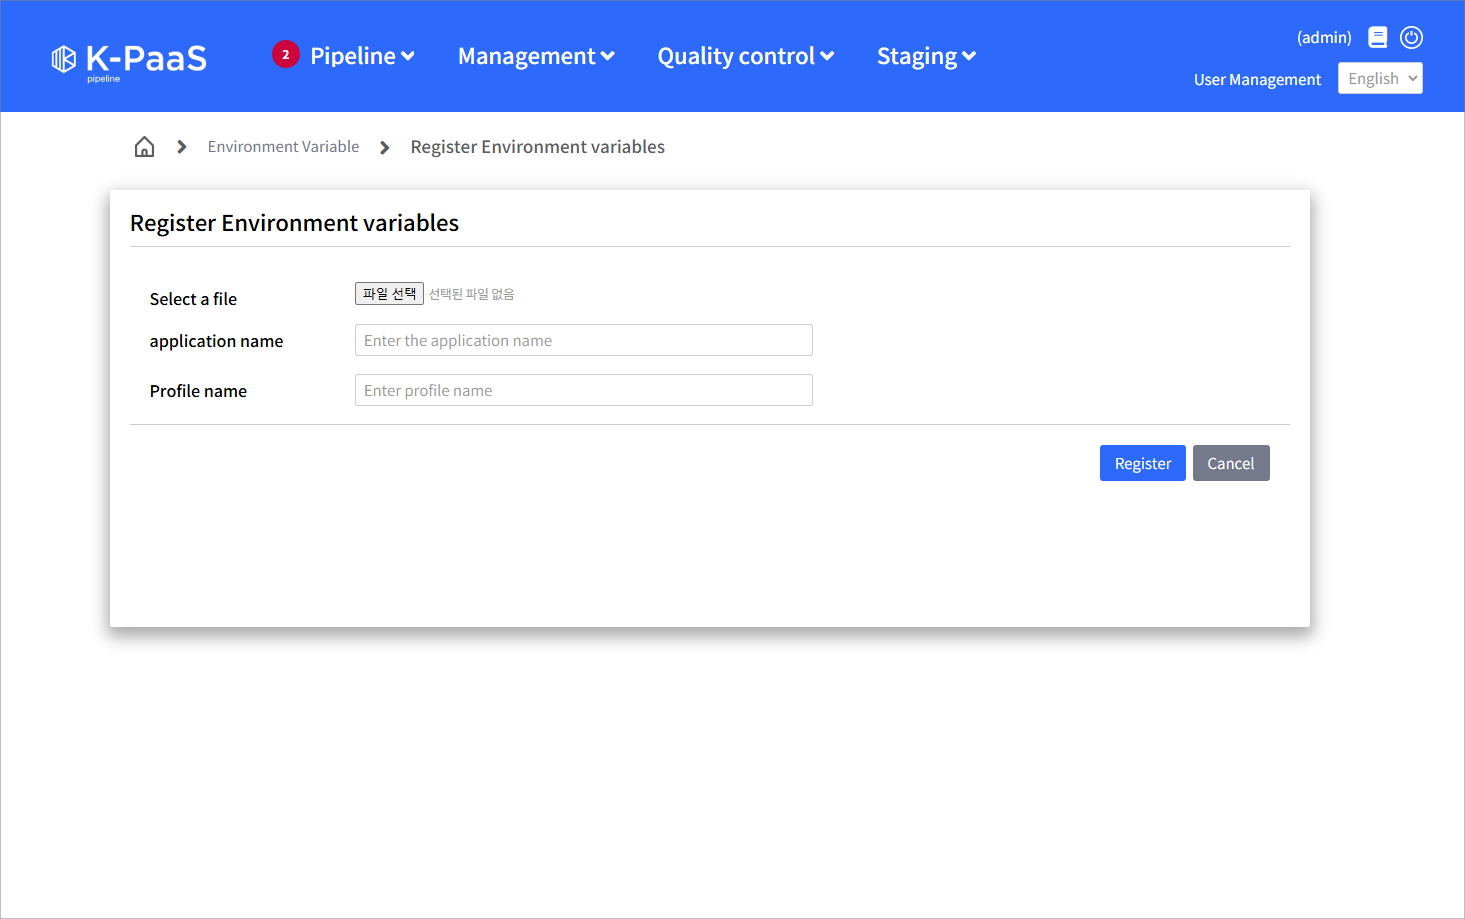 K-PaaS
pipeline
2 Pipeline Management Quality control Staging
(admin)
User Management English
Environment Variable Register Environment variables
Register Environment variables
Select a file 파일 선택 선택된 파일 없음
application name Enter the application name
Profile name Enter profile name
Register Cancel